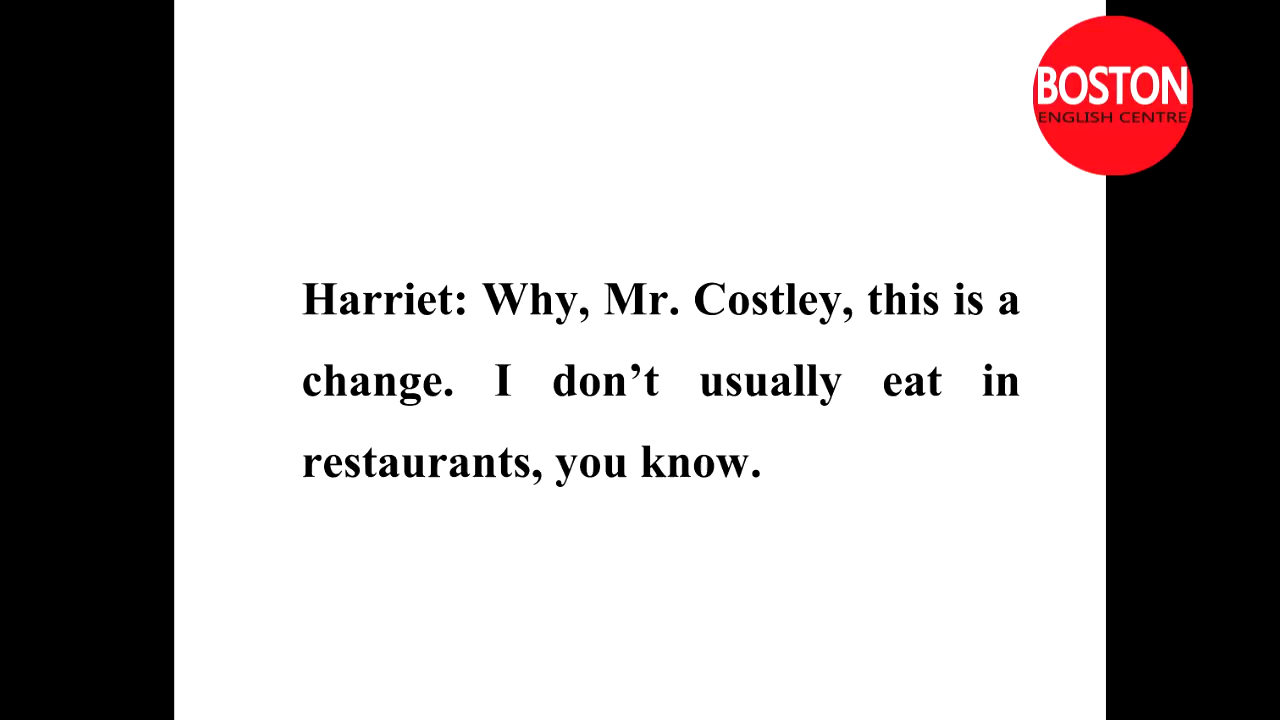 BOSTON
ENGLISH CENTRE
Harriet: Why, Mr. Costley, this is a
change. I don’t usually eat in
restaurants, you know.